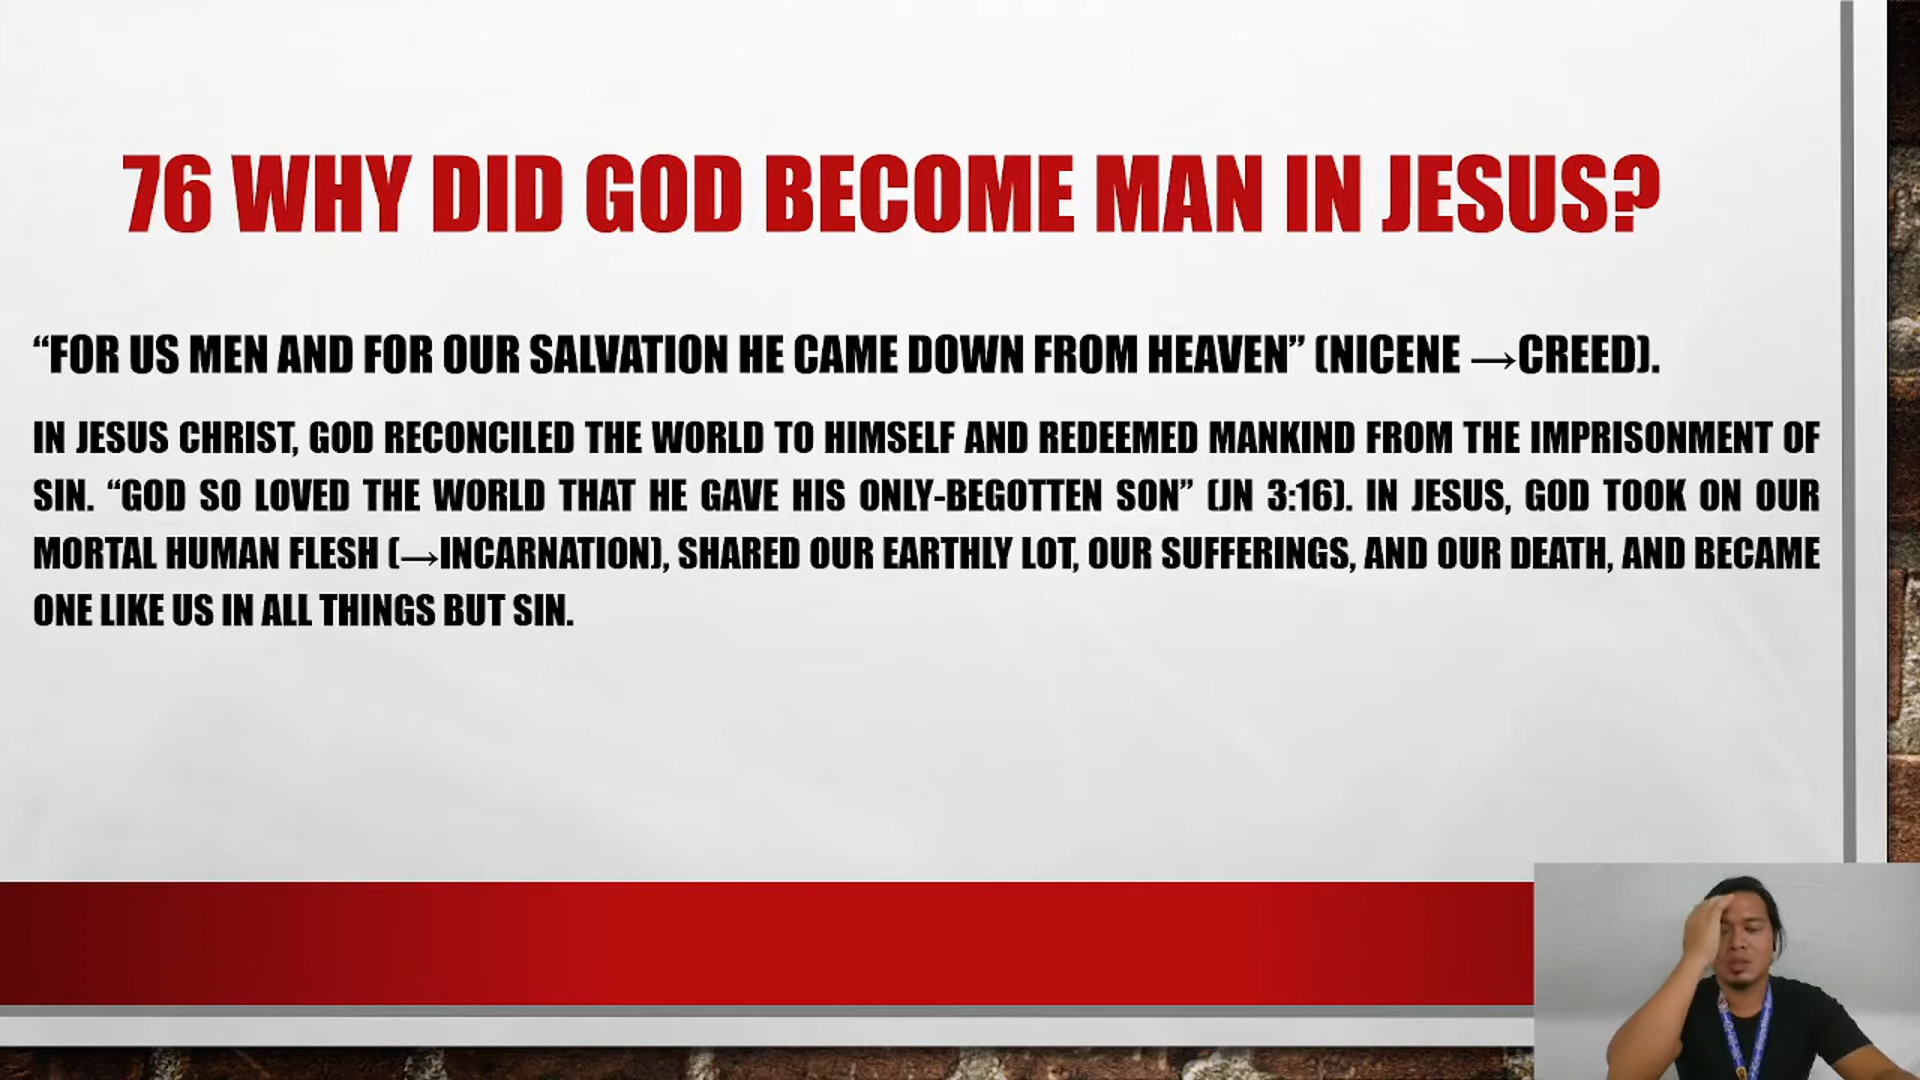 76 WHY DID GOD BECOME MAN IN JESUS?
“FOR US MEN AND FOR OUR SALVATION HE CAME DOWN FROM HEAVEN” (NICENE →CREED).
IN JESUS CHRIST, GOD RECONCILED THE WORLD TO HIMSELF AND REDEEMED MANKIND FROM THE IMPRISONMENT OF
SIN. “GOD SO LOVED THE WORLD THAT HE GAVE HIS ONLY-BEGOTTEN SON” (JN 3:16). IN JESUS, GOD TOOK ON OUR
MORTAL HUMAN FLESH (→INCARNATION), SHARED OUR EARTHLY LOT, OUR SUFFERINGS, AND OUR DEATH, AND BECAME
ONE LIKE US IN ALL THINGS BUT SIN.